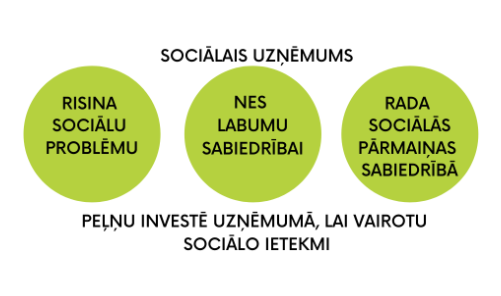 SOCIĀLAIS UZŅĒMUMS
RISINA
SOCIĀLU
PROBLĒMU
NES
LABUMU
SABIEDRĪBAI
RADA
SOCIĀLĀS
PĀRMAIŅAS
SABIEDRĪBĀ
PEĻŅU INVESTĒ UZŅĒMUMĀ, LAI VAIROTU
SOCIĀLO IETEKMI